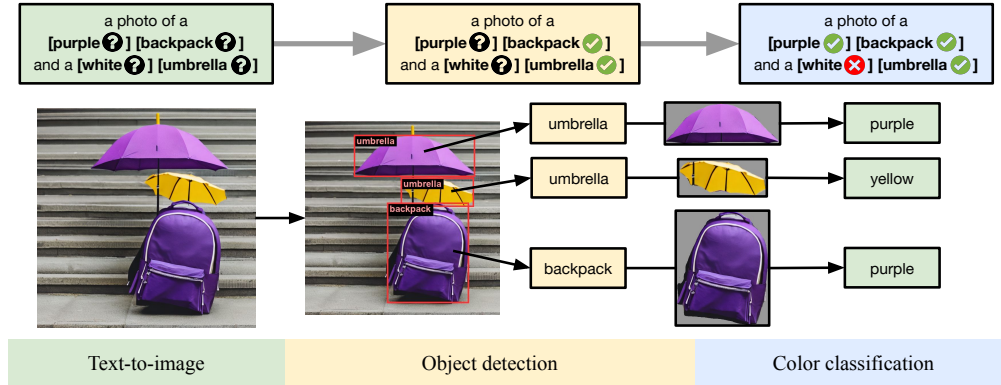 a photo of a
[purple ] [backpack ]
and a [white ] [umbrella ]
a photo of a
[purple ] [backpack ]
and a [white ] [umbrella ]
a photo of a
[purple ] [backpack ]
and a [white ] [umbrella ]
umbrella
umbrella
backpack
umbrella
purple
umbrella
yellow
backpack
purple
Text-to-image
Object detection
Color classification